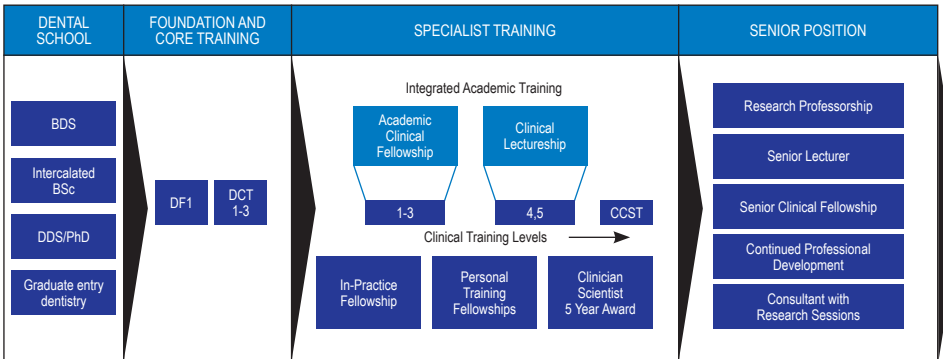 DENTAL
SCHOOL
FOUNDATION AND
CORE TRAINING
SPECIALIST TRAINING
SENIOR POSITION
BDS
Intercalated
BSc
DDS/PhD
Graduate entry
dentistry
DF1
DCT
1-3
Integrated Academic Training
Academic
Clinical
Fellowship
Clinical
Lectureship
1-3
4,5
CCST
Clinical Training Levels
In-Practice
Fellowship
Personal
Training
Fellowships
Clinician
Scientist
5 Year Award
Research Professorship
Senior Lecturer
Senior Clinical Fellowship
Continued Professional
Development
Consultant with
Research Sessions